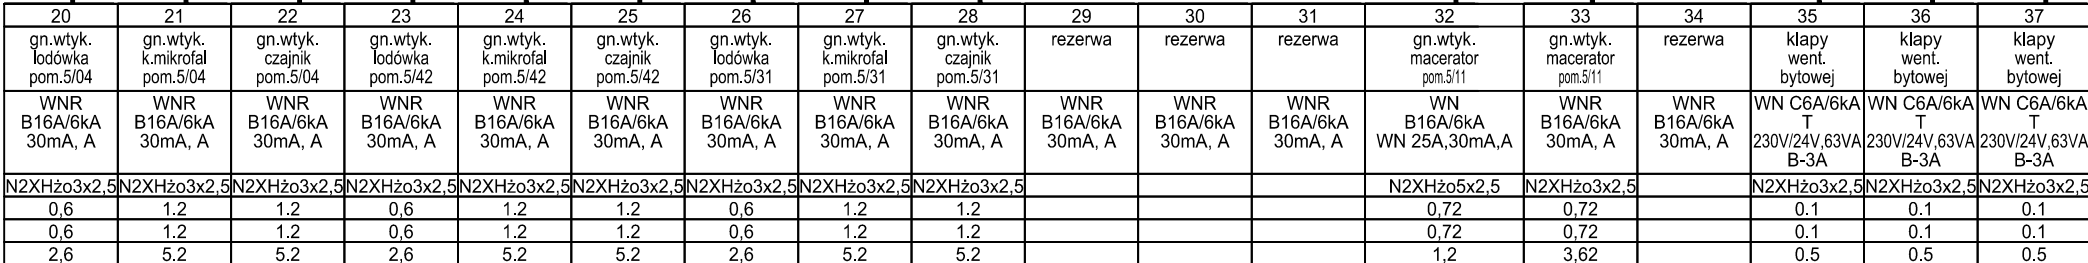 20 21 22 23 24 25 26 27 28 29 30 31 32 33 34 35 36 37
gn.wtyk. gn.wtyk. gn.wtyk. gn.wtyk. gn.wtyk. gn.wtyk. gn.wtyk. gn.wtyk. gn.wtyk. rezerwa rezerwa rezerwa gn.wtyk. gn.wtyk. rezerwa klapy klapy klapy
lodówka k.mikrofal czajnik lodówka k.mikrofal czajnik lodówka k.mikrofal czajnik macerator macerator went. went. went.
pom.5/04 pom.5/04 pom.5/04 pom.5/42 pom.5/42 pom.5/42 pom.5/31 pom.5/31 pom.5/31 pom.5/11 pom.5/11 bytowej bytowej bytowej
WNR WNR WNR WNR WNR WNR WNR WNR WNR WNR WNR WNR WN WNR WNR WN C6A/6kA WN C6A/6kA WN C6A/6kA
B16A/6kA B16A/6kA B16A/6kA B16A/6kA B16A/6kA B16A/6kA B16A/6kA B16A/6kA B16A/6kA B16A/6kA B16A/6kA B16A/6kA B16A/6kA B16A/6kA B16A/6kA T T T
30mA, A 30mA, A 30mA, A 30mA, A 30mA, A 30mA, A 30mA, A 30mA, A 30mA, A 30mA, A 30mA, A 30mA, A WN 25A,30mA,A 30mA, A 30mA, A 230V/24V,63VA 230V/24V,63VA 230V/24V,63VA
B-3A B-3A B-3A
N2XHżo3x2,5 N2XHżo3x2,5 N2XHżo3x2,5 N2XHżo3x2,5 N2XHżo3x2,5 N2XHżo3x2,5 N2XHżo3x2,5 N2XHżo3x2,5 N2XHżo3x2,5 N2XHżo5x2,5 N2XHżo3x2,5 N2XHżo3x2,5 N2XHżo3x2,5 N2XHżo3x2,5
0,6 1.2 1.2 0,6 1.2 1.2 0,6 1.2 1.2 0,72 0,72 0.1 0.1 0.1
0,6 1.2 1.2 0,6 1.2 1.2 0,6 1.2 1.2 0,72 0,72 0.1 0.1 0.1
2,6 5.2 5.2 2,6 5.2 5.2 2,6 5.2 5.2 1,2 3,62 0.5 0.5 0.5